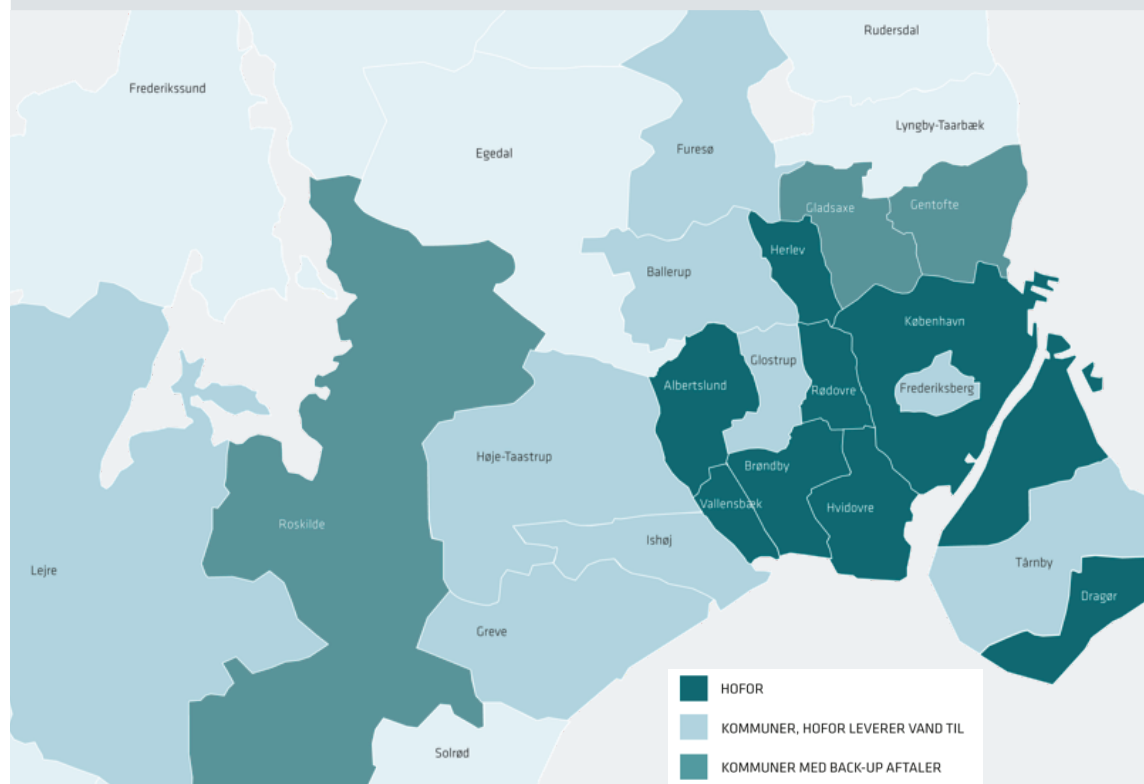 Rudersdal
Frederikssund
Lyngby-Taarbæk
Furesø
Egedal
Gladsaxe
Gentofte
Herlev
Ballerup
København
Glostrup
Albertslund
Rødovre
Frederiksberg
Høje-Taastrup
Brøndby
Vallensbæk
Hvidovre
Roskilde
Ishøj
Lejre
Tårnby
Dragør
Greve
Solrød
HOFOR
KOMMUNER, HOFOR LEVERER VAND TIL
KOMMUNER MED BACK-UP AFTALER